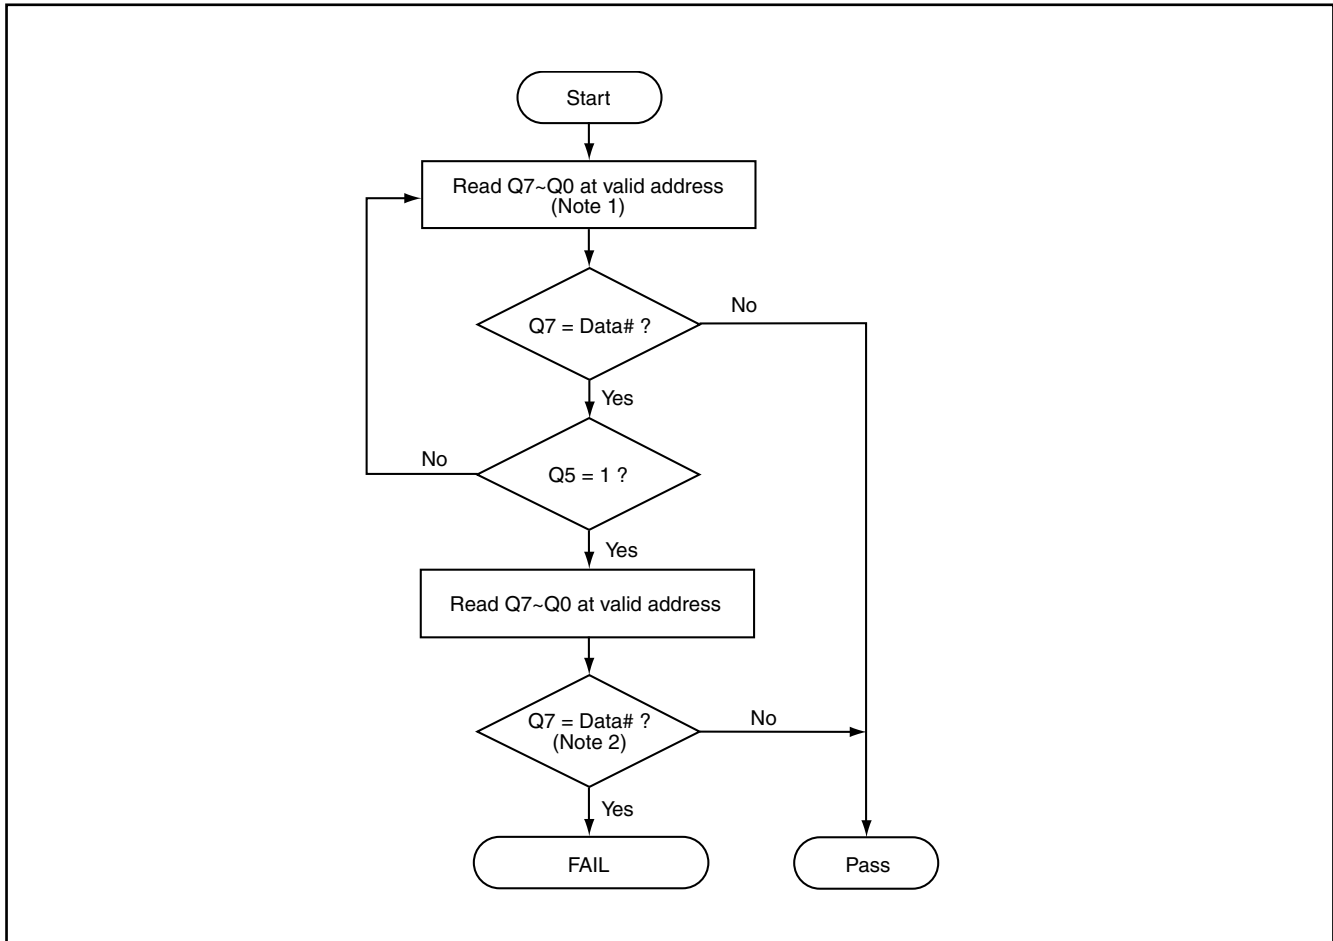 Start
Read Q7~Q0 at valid address
(Note 1)
No
Q7 = Data# ?
Yes
No
Q5 = 1 ?
Yes
Read Q7~Q0 at valid address
Q7 = Data# ?
(Note 2)
No
Yes
FAIL
Pass